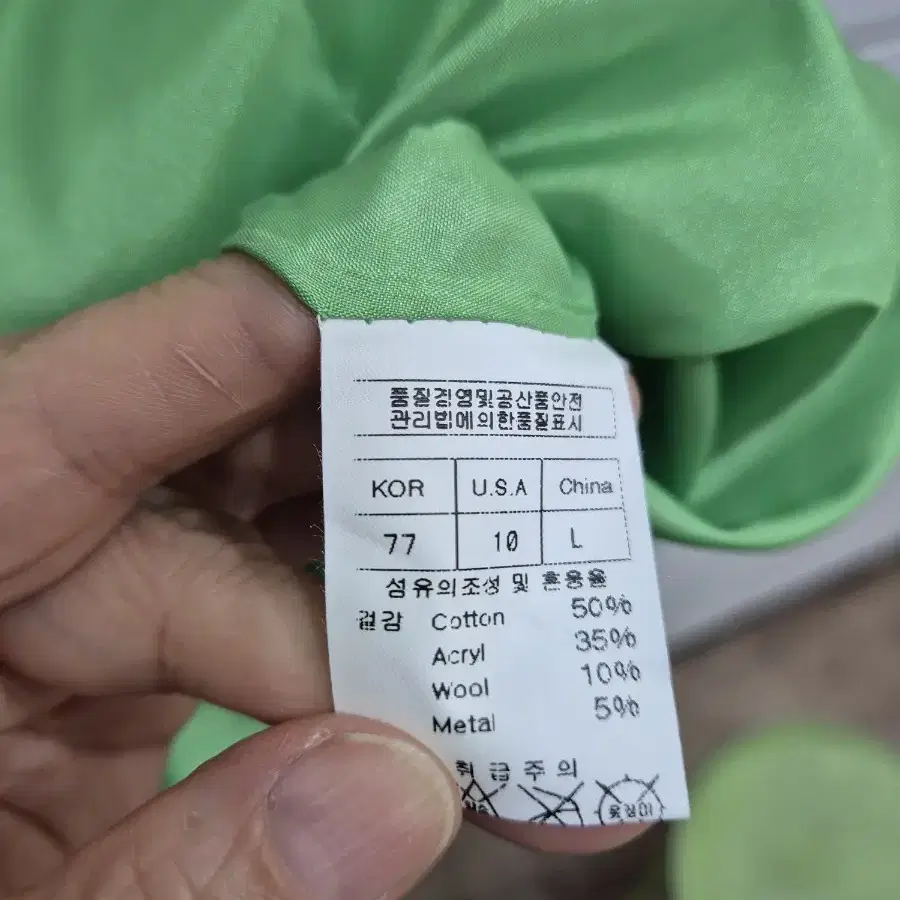 품질경영및공산품안전
관리법에의한품질표시
KOR U.S.A China
77 10 L
섬유의조성 및 혼용율
겉감 Cotton 50%
Acryl 35%
Wool 10%
Metal 5%
취 급 주 의